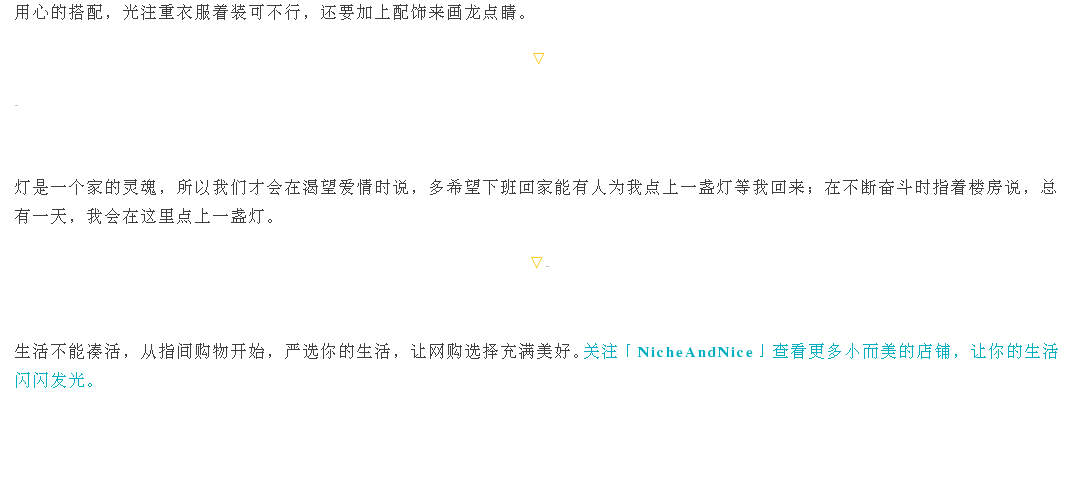 用心的搭配，光注重衣服着装可不行，还要加上配饰来画龙点睛。
▽
-
灯是一个家的灵魂，所以我们才会在渴望爱情时说，多希望下班回家能有人为我点上一盏灯等我回来；在不断奋斗时指着楼房说，总
有一天，我会在这里点上一盏灯。
▽-
生活不能凑活，从指间购物开始，严选你的生活，让网购选择充满美好。关注「NicheAndNice」查看更多小而美的店铺，让你的生活
闪闪发光。